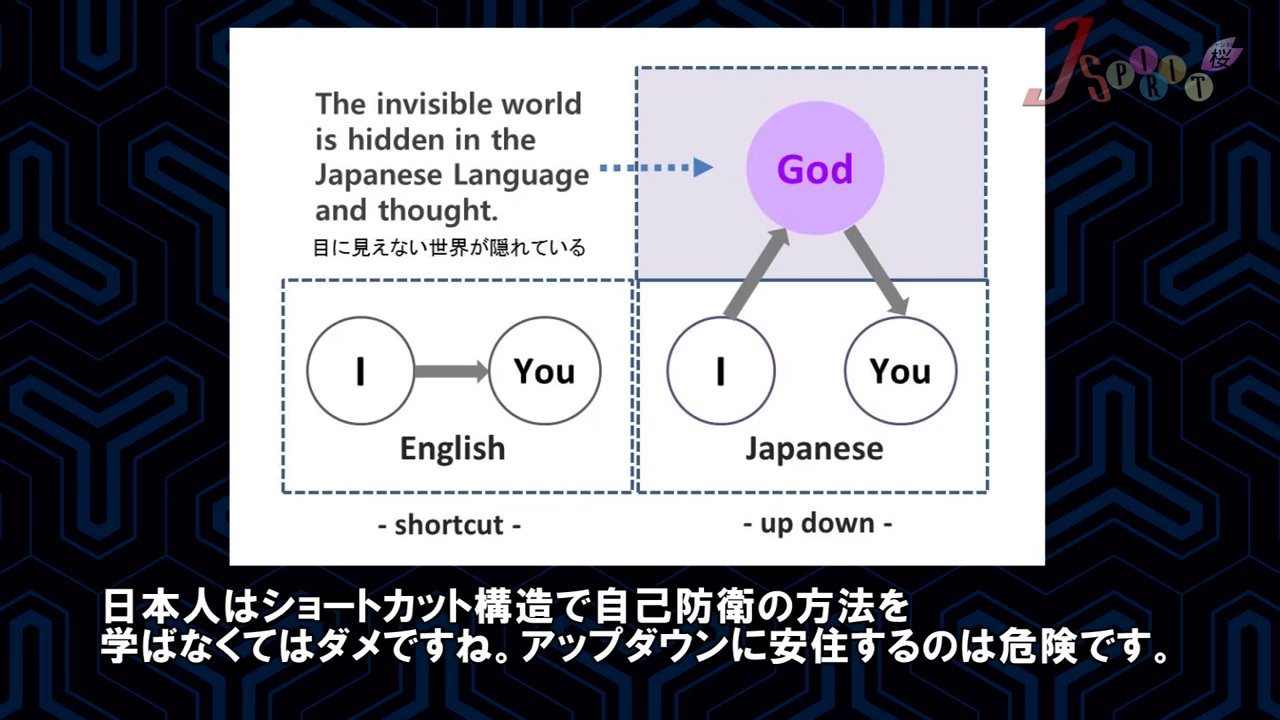 J SPIRIT 桜
The invisible world
is hidden in the
Japanese Language
and thought.
目に見えない世界が隠れている
God
I
You
English
I
You
Japanese
- shortcut -
- up down -
日本人はショートカット構造で自己防衛の方法を
学ばなくてはダメですね。アップダウンに安住するのは危険です。